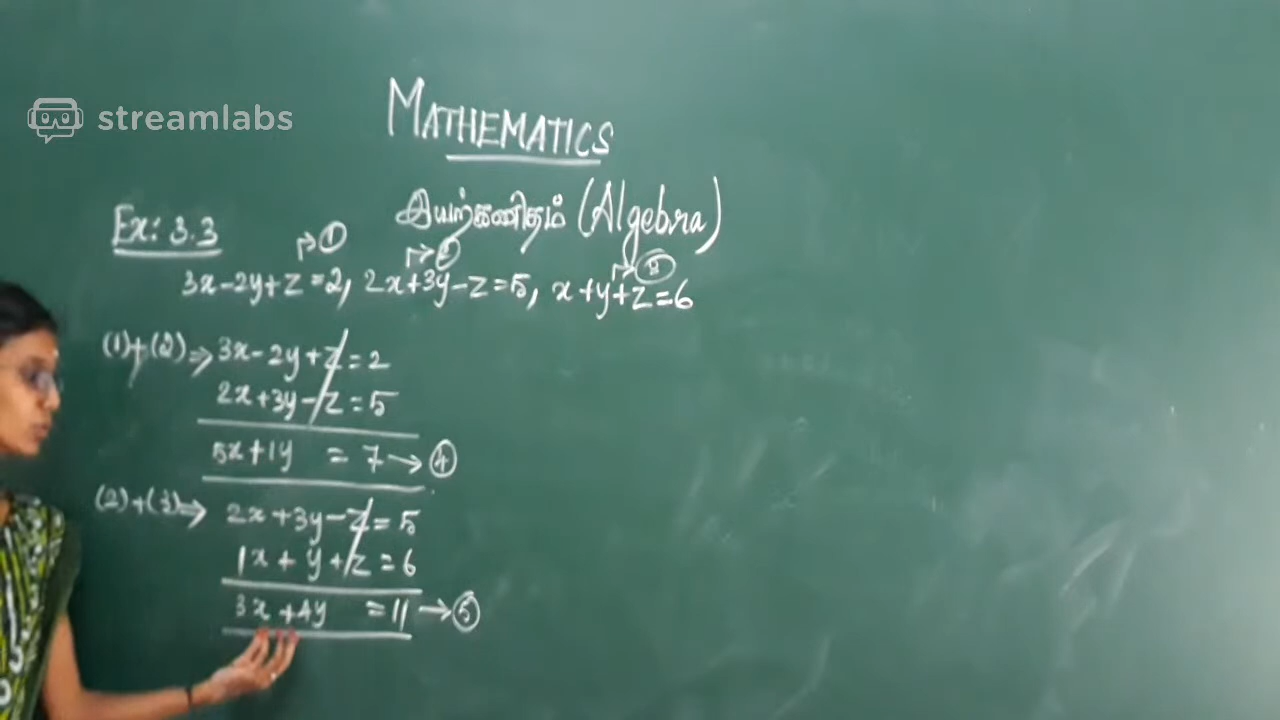 streamlabs
MATHEMATICS
இயற்கணிதம் (Algebra)
Ex: 3.3
3x-2y+z=2, 2x+3y-z=5, x+y+z=6
→① →② →③
(1)+(2)⇒ 3x-2y+z=2
2x+3y-z=5
5x+1y = 7→④
(2)+(3)⇒ 2x+3y-z=5
1x+y+z=6
3x+4y =11→⑤